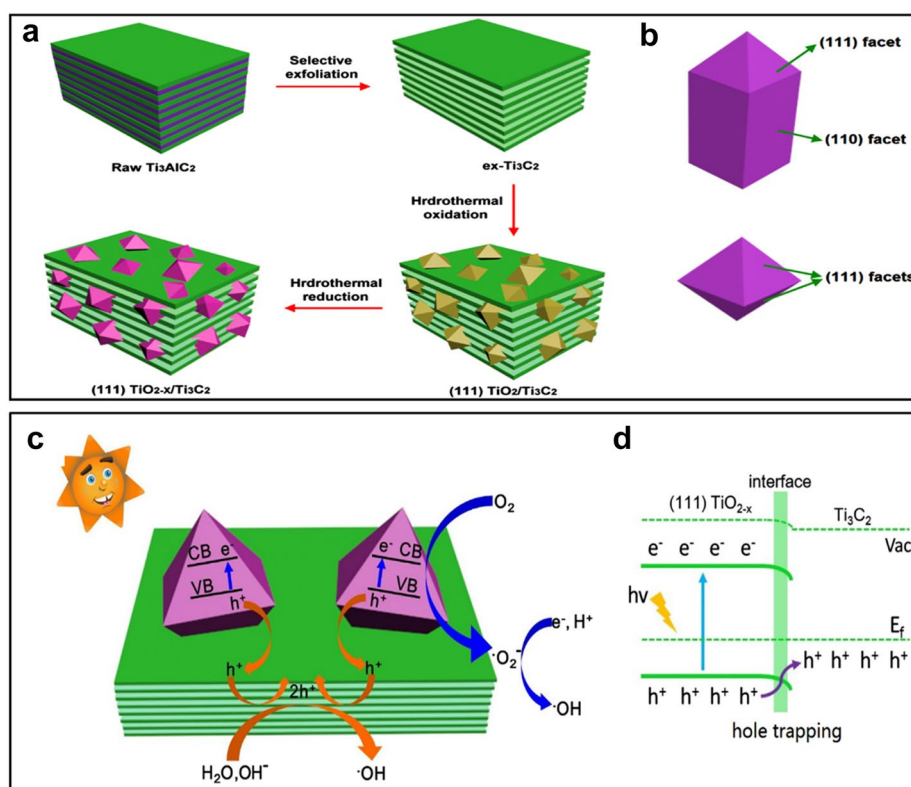 a
Selective
exfoliation
Raw Ti₃AlC₂
ex-Ti₃C₂
Hrdrothermal
oxidation
Hrdrothermal
reduction
(111) TiO₂₋ₓ/Ti₃C₂
(111) TiO₂/Ti₃C₂
b
(111) facet
(110) facet
(111) facets
c
CB e⁻
VB
h⁺
e⁻ CB
VB
h⁺
O₂
e⁻, H⁺
·O₂⁻
·OH
h⁺
h⁺
2h⁺
H₂O,OH⁻
·OH
d
interface
(111) TiO₂₋ₓ
Ti₃C₂
Vac
e⁻ e⁻ e⁻ e⁻
hν
E_f
h⁺ h⁺ h⁺ h⁺
h⁺ h⁺ h⁺ h⁺
hole trapping